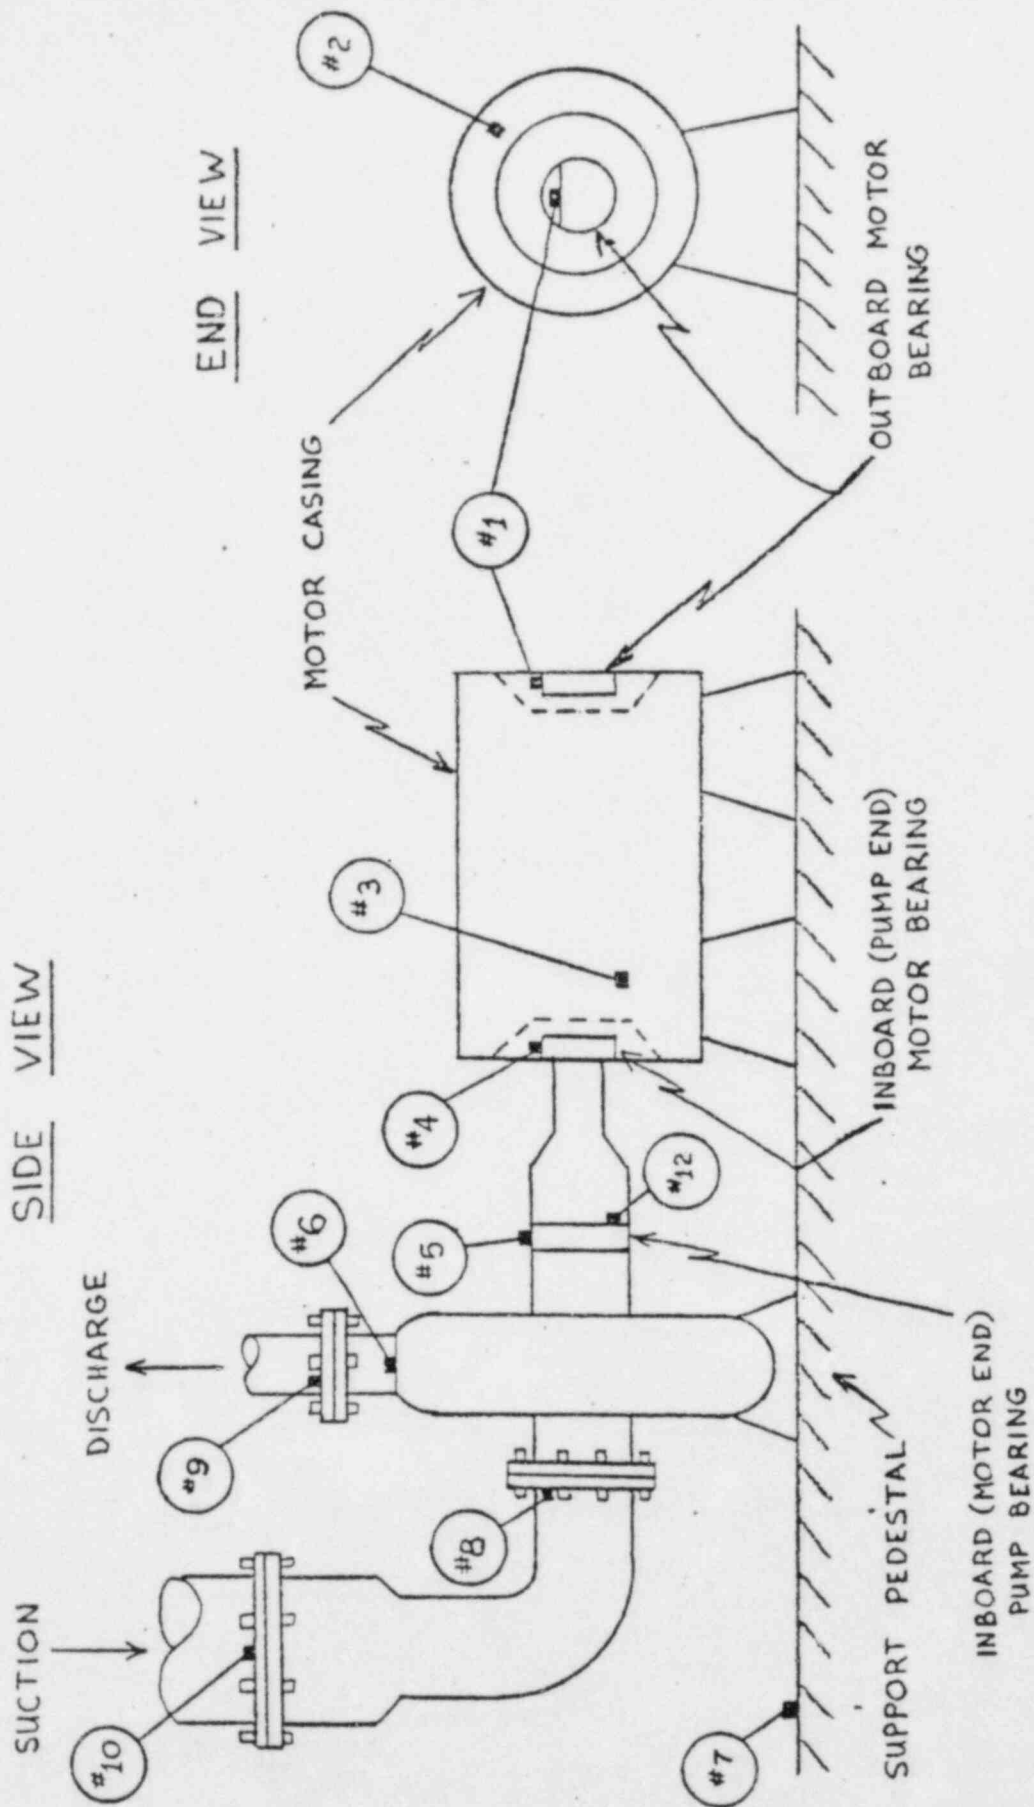 SIDE VIEW
END VIEW
SUCTION
DISCHARGE
MOTOR CASING
#10
#9
#8
#6
#5
#12
#4
#3
#1
#2
#7
SUPPORT PEDESTAL
INBOARD (MOTOR END)
PUMP BEARING
INBOARD (PUMP END)
MOTOR BEARING
OUTBOARD MOTOR
BEARING